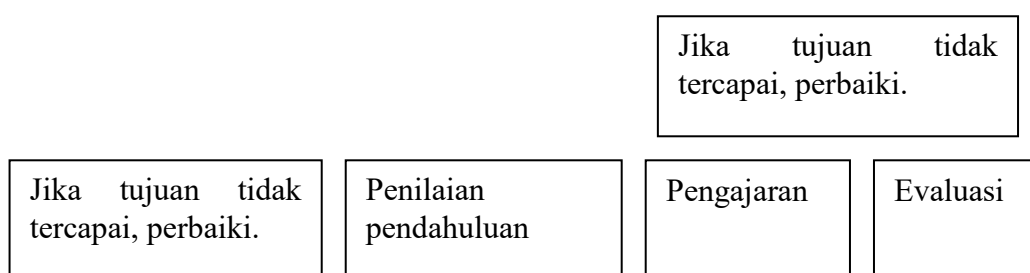 Jika tujuan tidak
tercapai, perbaiki.
Jika tujuan tidak
tercapai, perbaiki.
Penilaian
pendahuluan
Pengajaran
Evaluasi